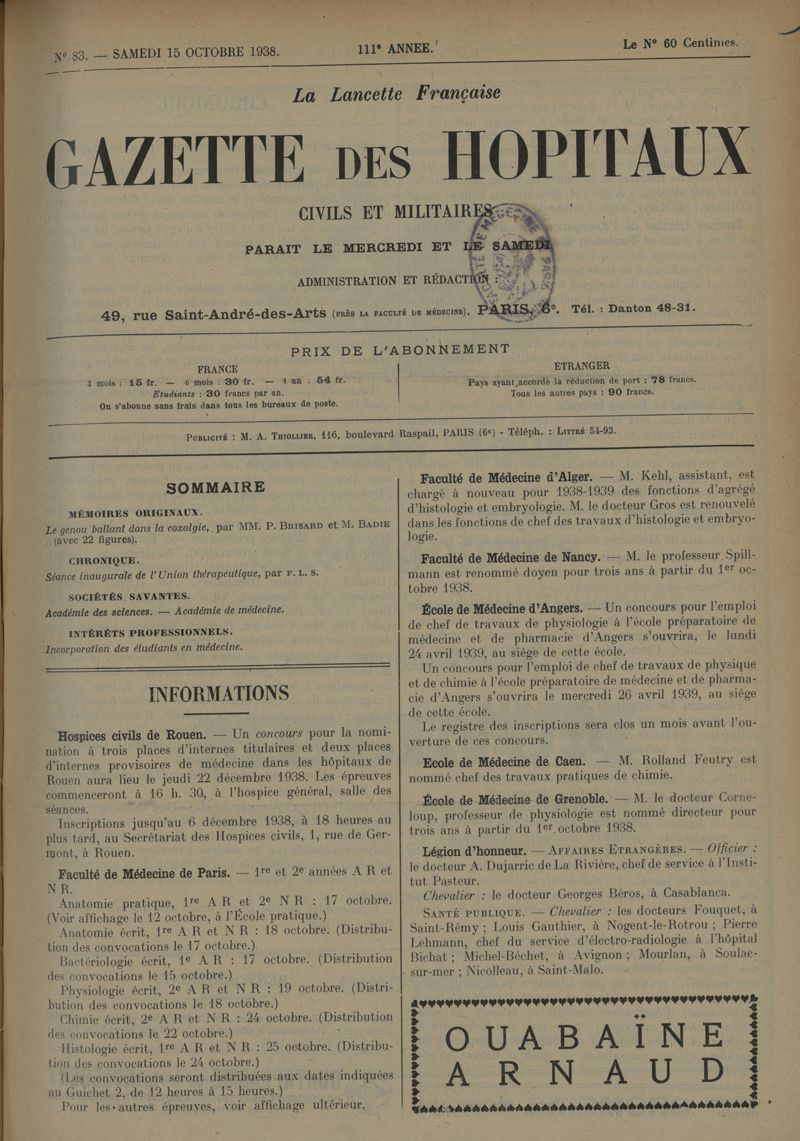 N° 83. — SAMEDI 15 OCTOBRE 1938.
111e ANNEE.
Le N° 60 Centimes.
La Lancette Française
GAZETTE DES HOPITAUX
CIVILS ET MILITAIRES
PARAIT LE MERCREDI ET LE SAMEDI
ADMINISTRATION ET RÉDACTION :
49, rue Saint-André-des-Arts (PRÈS LA FACULTÉ DE MÉDECINE), PARIS, 6e. Tél. : Danton 48-31.
PRIX DE L'ABONNEMENT
FRANCE
3 mois : 15 fr. — 6 mois : 30 fr. — 1 an : 54 fr.
Etudiants : 30 francs par an.
On s'abonne sans frais dans tous les bureaux de poste.
ETRANGER
Pays ayant accordé la réduction de port : 78 francs.
Tous les autres pays : 90 francs.
PUBLICITÉ : M. A. THIOLLIER, 116, boulevard Raspail, PARIS (6e) - Téléph. : LITTRÉ 54-93.
SOMMAIRE
MÉMOIRES ORIGINAUX.
Le genou ballant dans la coxalgie, par MM. P. BRISARD et M. BADIE
(avec 22 figures).
CHRONIQUE.
Séance inaugurale de l'Union thérapeutique, par F. L. S.
SOCIÉTÉS SAVANTES.
Académie des sciences. — Académie de médecine.
INTÉRÊTS PROFESSIONNELS.
Incorporation des étudiants en médecine.
INFORMATIONS
Hospices civils de Rouen. — Un concours pour la nomi-
nation à trois places d'internes titulaires et deux places
d'internes provisoires de médecine dans les hôpitaux de
Rouen aura lieu le jeudi 22 décembre 1938. Les épreuves
commenceront à 16 h. 30, à l'hospice général, salle des
séances.
Inscriptions jusqu'au 6 décembre 1938, à 18 heures au
plus tard, au Secrétariat des Hospices civils, 1, rue de Ger-
mont, à Rouen.
Faculté de Médecine de Paris. — 1re et 2e années A R et
N R.
Anatomie pratique, 1re A R et 2e N R : 17 octobre.
(Voir affichage le 12 octobre, à l'École pratique.)
Anatomie écrit, 1re A R et N R : 18 octobre. (Distribu-
tion des convocations le 17 octobre.)
Bactériologie écrit, 1e A R : 17 octobre. (Distribution
des convocations le 15 octobre.)
Physiologie écrit, 2e A R et N R : 19 octobre. (Distri-
bution des convocations le 18 octobre.)
Chimie écrit, 2e A R et N R : 24 octobre. (Distribution
des convocations le 22 octobre.)
Histologie écrit, 1re A R et N R : 25 octobre. (Distribu-
tion des convocations le 24 octobre.)
(Les convocations seront distribuées aux dates indiquées
au Guichet 2, de 12 heures à 15 heures.)
Pour les autres épreuves, voir affichage ultérieur.
Faculté de Médecine d'Alger. — M. Kehl, assistant, est
chargé à nouveau pour 1938-1939 des fonctions d'agrégé
d'histologie et embryologie. M. le docteur Gros est renouvelé
dans les fonctions de chef des travaux d'histologie et embryo-
logie.
Faculté de Médecine de Nancy. — M. le professeur Spill-
mann est renommé doyen pour trois ans à partir du 1er oc-
tobre 1938.
École de Médecine d'Angers. — Un concours pour l'emploi
de chef de travaux de physiologie à l'école préparatoire de
médecine et de pharmacie d'Angers s'ouvrira, le lundi
24 avril 1939, au siège de cette école.
Un concours pour l'emploi de chef de travaux de physique
et de chimie à l'école préparatoire de médecine et de pharma-
cie d'Angers s'ouvrira le mercredi 26 avril 1939, au siège
de cette école.
Le registre des inscriptions sera clos un mois avant l'ou-
verture de ces concours.
Ecole de Médecine de Caen. — M. Rolland Feutry est
nommé chef des travaux pratiques de chimie.
École de Médecine de Grenoble. — M. le docteur Corne-
loup, professeur de physiologie est nommé directeur pour
trois ans à partir du 1er octobre 1938.
Légion d'honneur. — AFFAIRES ETRANGÈRES. — Officier :
le docteur A. Dujarric de La Rivière, chef de service à l'Insti-
tut Pasteur.
Chevalier : le docteur Georges Béros, à Casablanca.
SANTÉ PUBLIQUE. — Chevalier : les docteurs Fouquet, à
Saint-Rémy ; Louis Gauthier, à Nogent-le-Rotrou ; Pierre
Lehmann, chef du service d'électro-radiologie à l'hôpital
Bichat ; Michel-Béchet, à Avignon ; Mourlan, à Soulac-
sur-mer ; Nicolleau, à Saint-Malo.
OUABAÏNE
ARNAUD